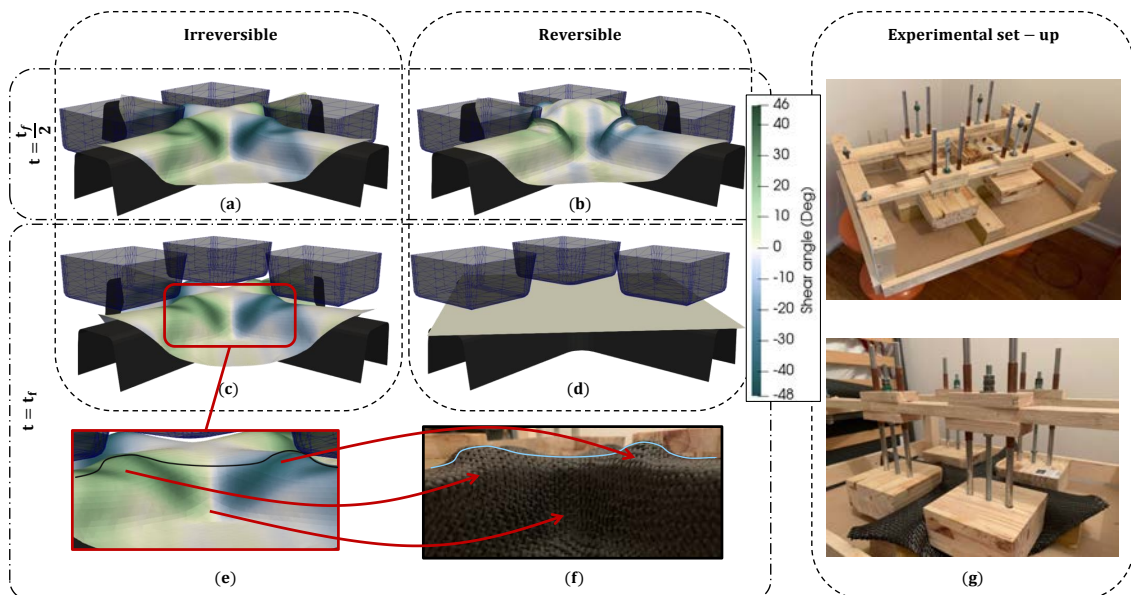 Irreversible
Reversible
Experimental set − up
t = t_f/2
(a)
(b)
46
40
30
20
10
0
-10
-20
-30
-40
-48
Shear angle (Deg)
t = t_f
(c)
(d)
(e)
(f)
(g)